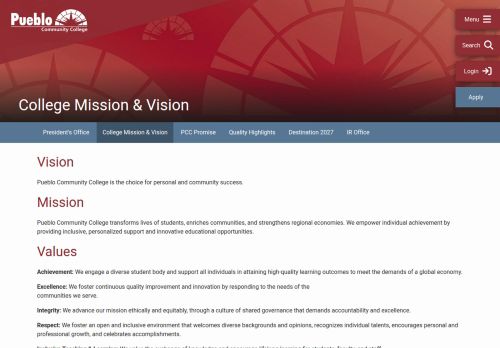 Pueblo
Community College
Menu
Search
Login
Apply
College Mission & Vision
President's Office
College Mission & Vision
PCC Promise
Quality Highlights
Destination 2027
IR Office
Vision
Pueblo Community College is the choice for personal and community success.
Mission
Pueblo Community College transforms lives of students, enriches communities, and strengthens regional economies. We empower individual achievement by
providing inclusive, personalized support and innovative educational opportunities.
Values
Achievement: We engage a diverse student body and support all individuals in attaining high-quality learning outcomes to meet the demands of a global economy.
Excellence: We foster continuous quality improvement and innovation by responding to the needs of the
communities we serve.
Integrity: We advance our mission ethically and equitably, through a culture of shared governance that demands accountability and excellence.
Respect: We foster an open and inclusive environment that welcomes diverse backgrounds and opinions, recognizes individual talents, encourages personal and
professional growth, and celebrates accomplishments.